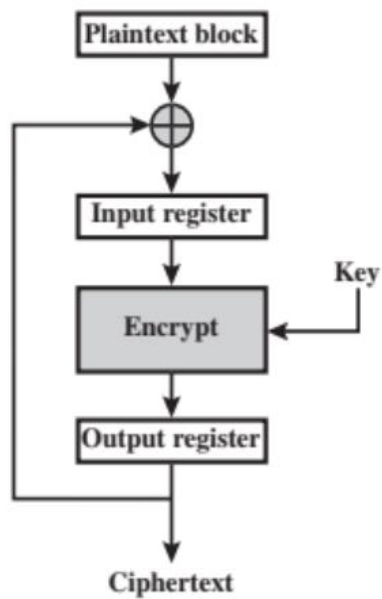 Plaintext block
Input register
Key
Encrypt
Output register
Ciphertext